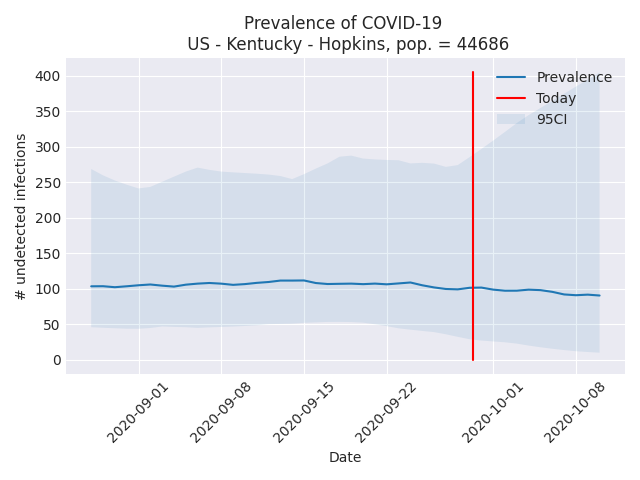 Prevalence of COVID-19
US - Kentucky - Hopkins, pop. = 44686
400
350
300
250
200
150
100
50
0
# undetected infections
Prevalence
Today
95CI
2020-09-01
2020-09-08
2020-09-15
2020-09-22
2020-10-01
2020-10-08
Date